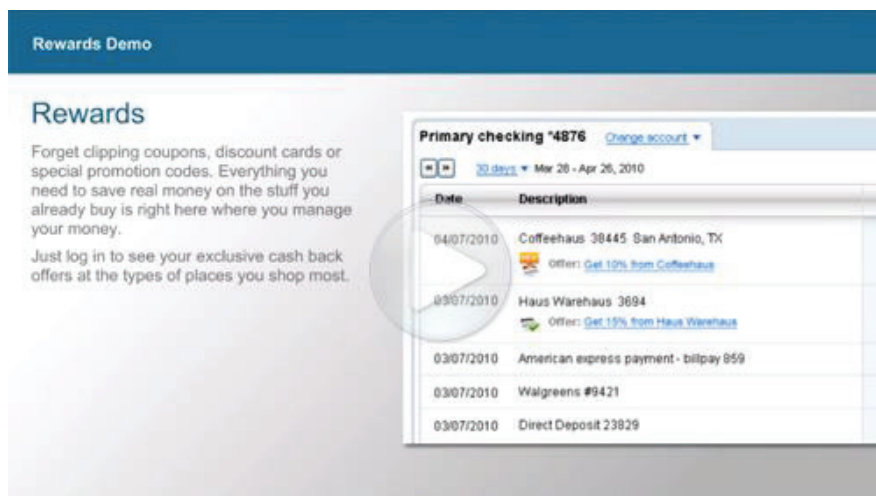 Rewards Demo
Rewards
Forget clipping coupons, discount cards or
special promotion codes. Everything you
need to save real money on the stuff you
already buy is right here where you manage
your money.
Just log in to see your exclusive cash back
offers at the types of places you shop most.
Primary checking *4876 Change account
30 days Mar 28 - Apr 26, 2010
Date Description
04/07/2010 Coffeehaus 38445 San Antonio, TX
Offer: Get 10% from Coffeehaus
03/07/2010 Haus Warehaus 3694
Offer: Get 15% from Haus Warehaus
03/07/2010 American express payment - billpay 859
03/07/2010 Walgreens #9421
03/07/2010 Direct Deposit 23829